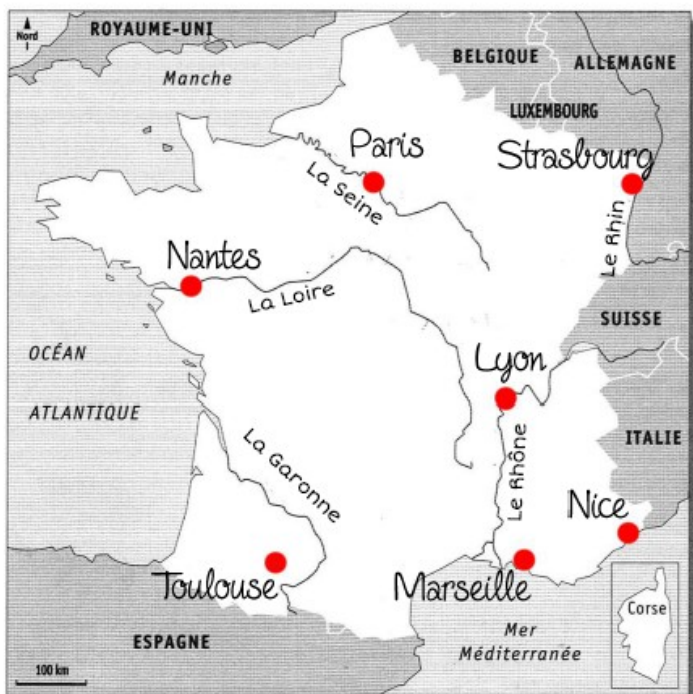 Nord
ROYAUME-UNI
Manche
BELGIQUE
ALLEMAGNE
LUXEMBOURG
Paris
Strasbourg
La Seine
Le Rhin
Nantes
La Loire
SUISSE
OCÉAN
ATLANTIQUE
Lyon
La Garonne
Le Rhône
ITALIE
Nice
Toulouse
Marseille
Corse
ESPAGNE
Mer
Méditerranée
100 km